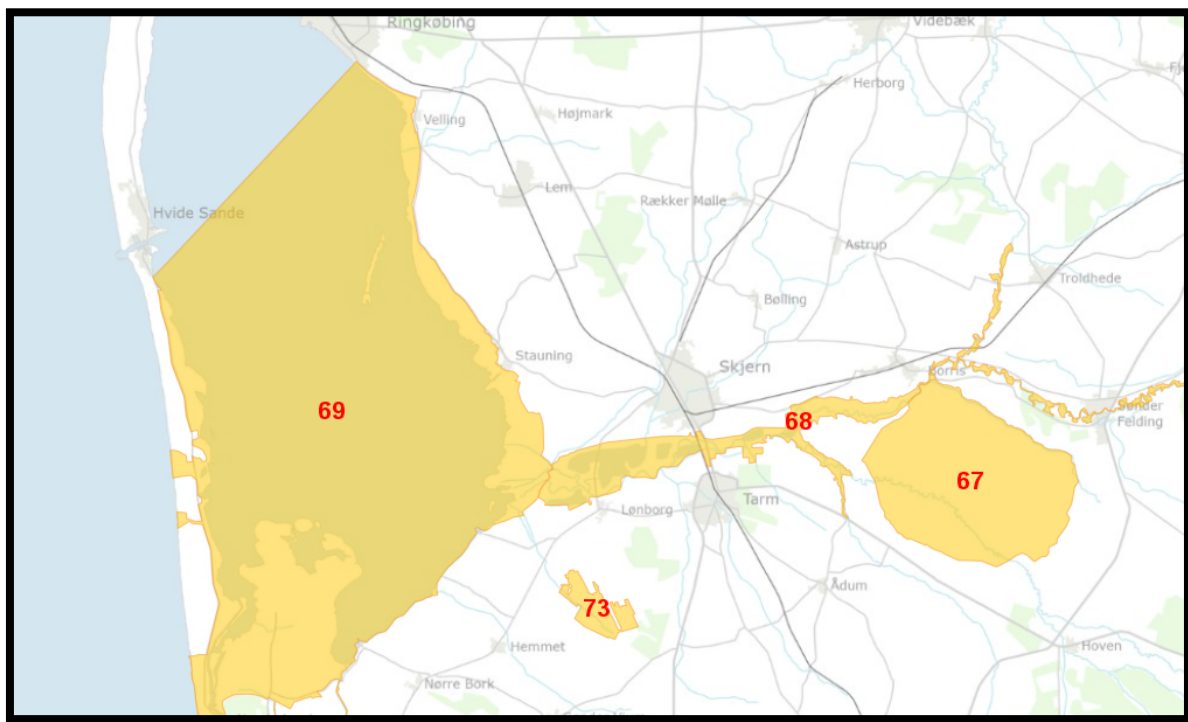 Ringkøbing
Videbæk
Herborg
Velling
Højmark
Lem
Rækker Mølle
Hvide Sande
Astrup
Troldhede
Bølling
Stauning
Skjern
Borris
69
68
Sønder
Felding
67
Tarm
Lønborg
73
Ådum
Hemmet
Hoven
Nørre Bork